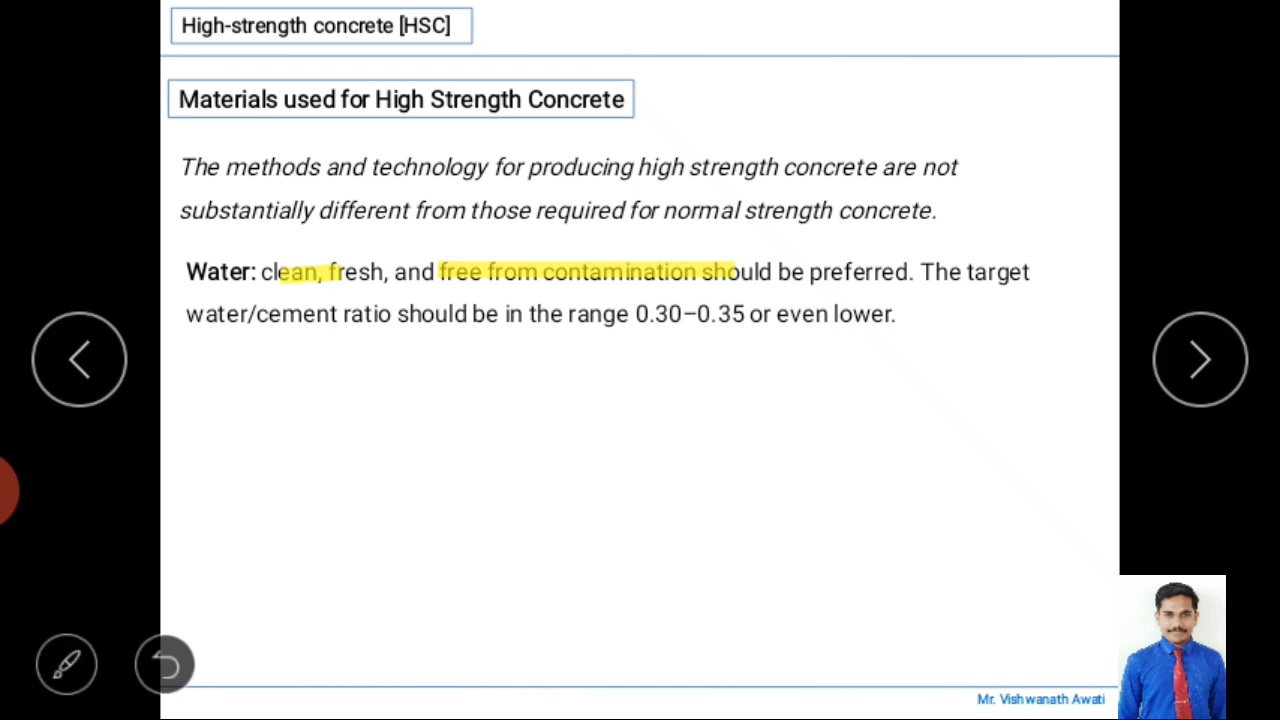 High-strength concrete [HSC]
Materials used for High Strength Concrete
The methods and technology for producing high strength concrete are not
substantially different from those required for normal strength concrete.
Water: clean, fresh, and free from contamination should be preferred. The target
water/cement ratio should be in the range 0.30–0.35 or even lower.
Mr. Vishwanath Awati